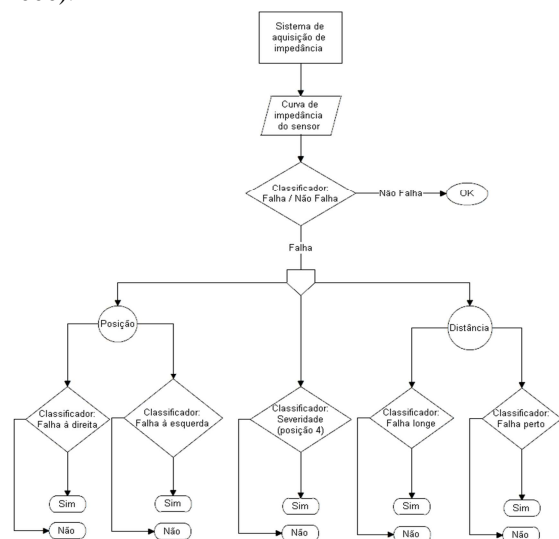 Sistema de
aquisição de
impedância
Curva de
impedância
do sensor
Classificador:
Falha / Não Falha
Não Falha
OK
Falha
Posição
Distância
Classificador:
Falha à direita
Classificador:
Falha à esquerda
Classificador:
Severidade
(posição 4)
Classificador:
Falha longe
Classificador:
Falha perto
Sim
Sim
Sim
Sim
Sim
Não
Não
Não
Não
Não